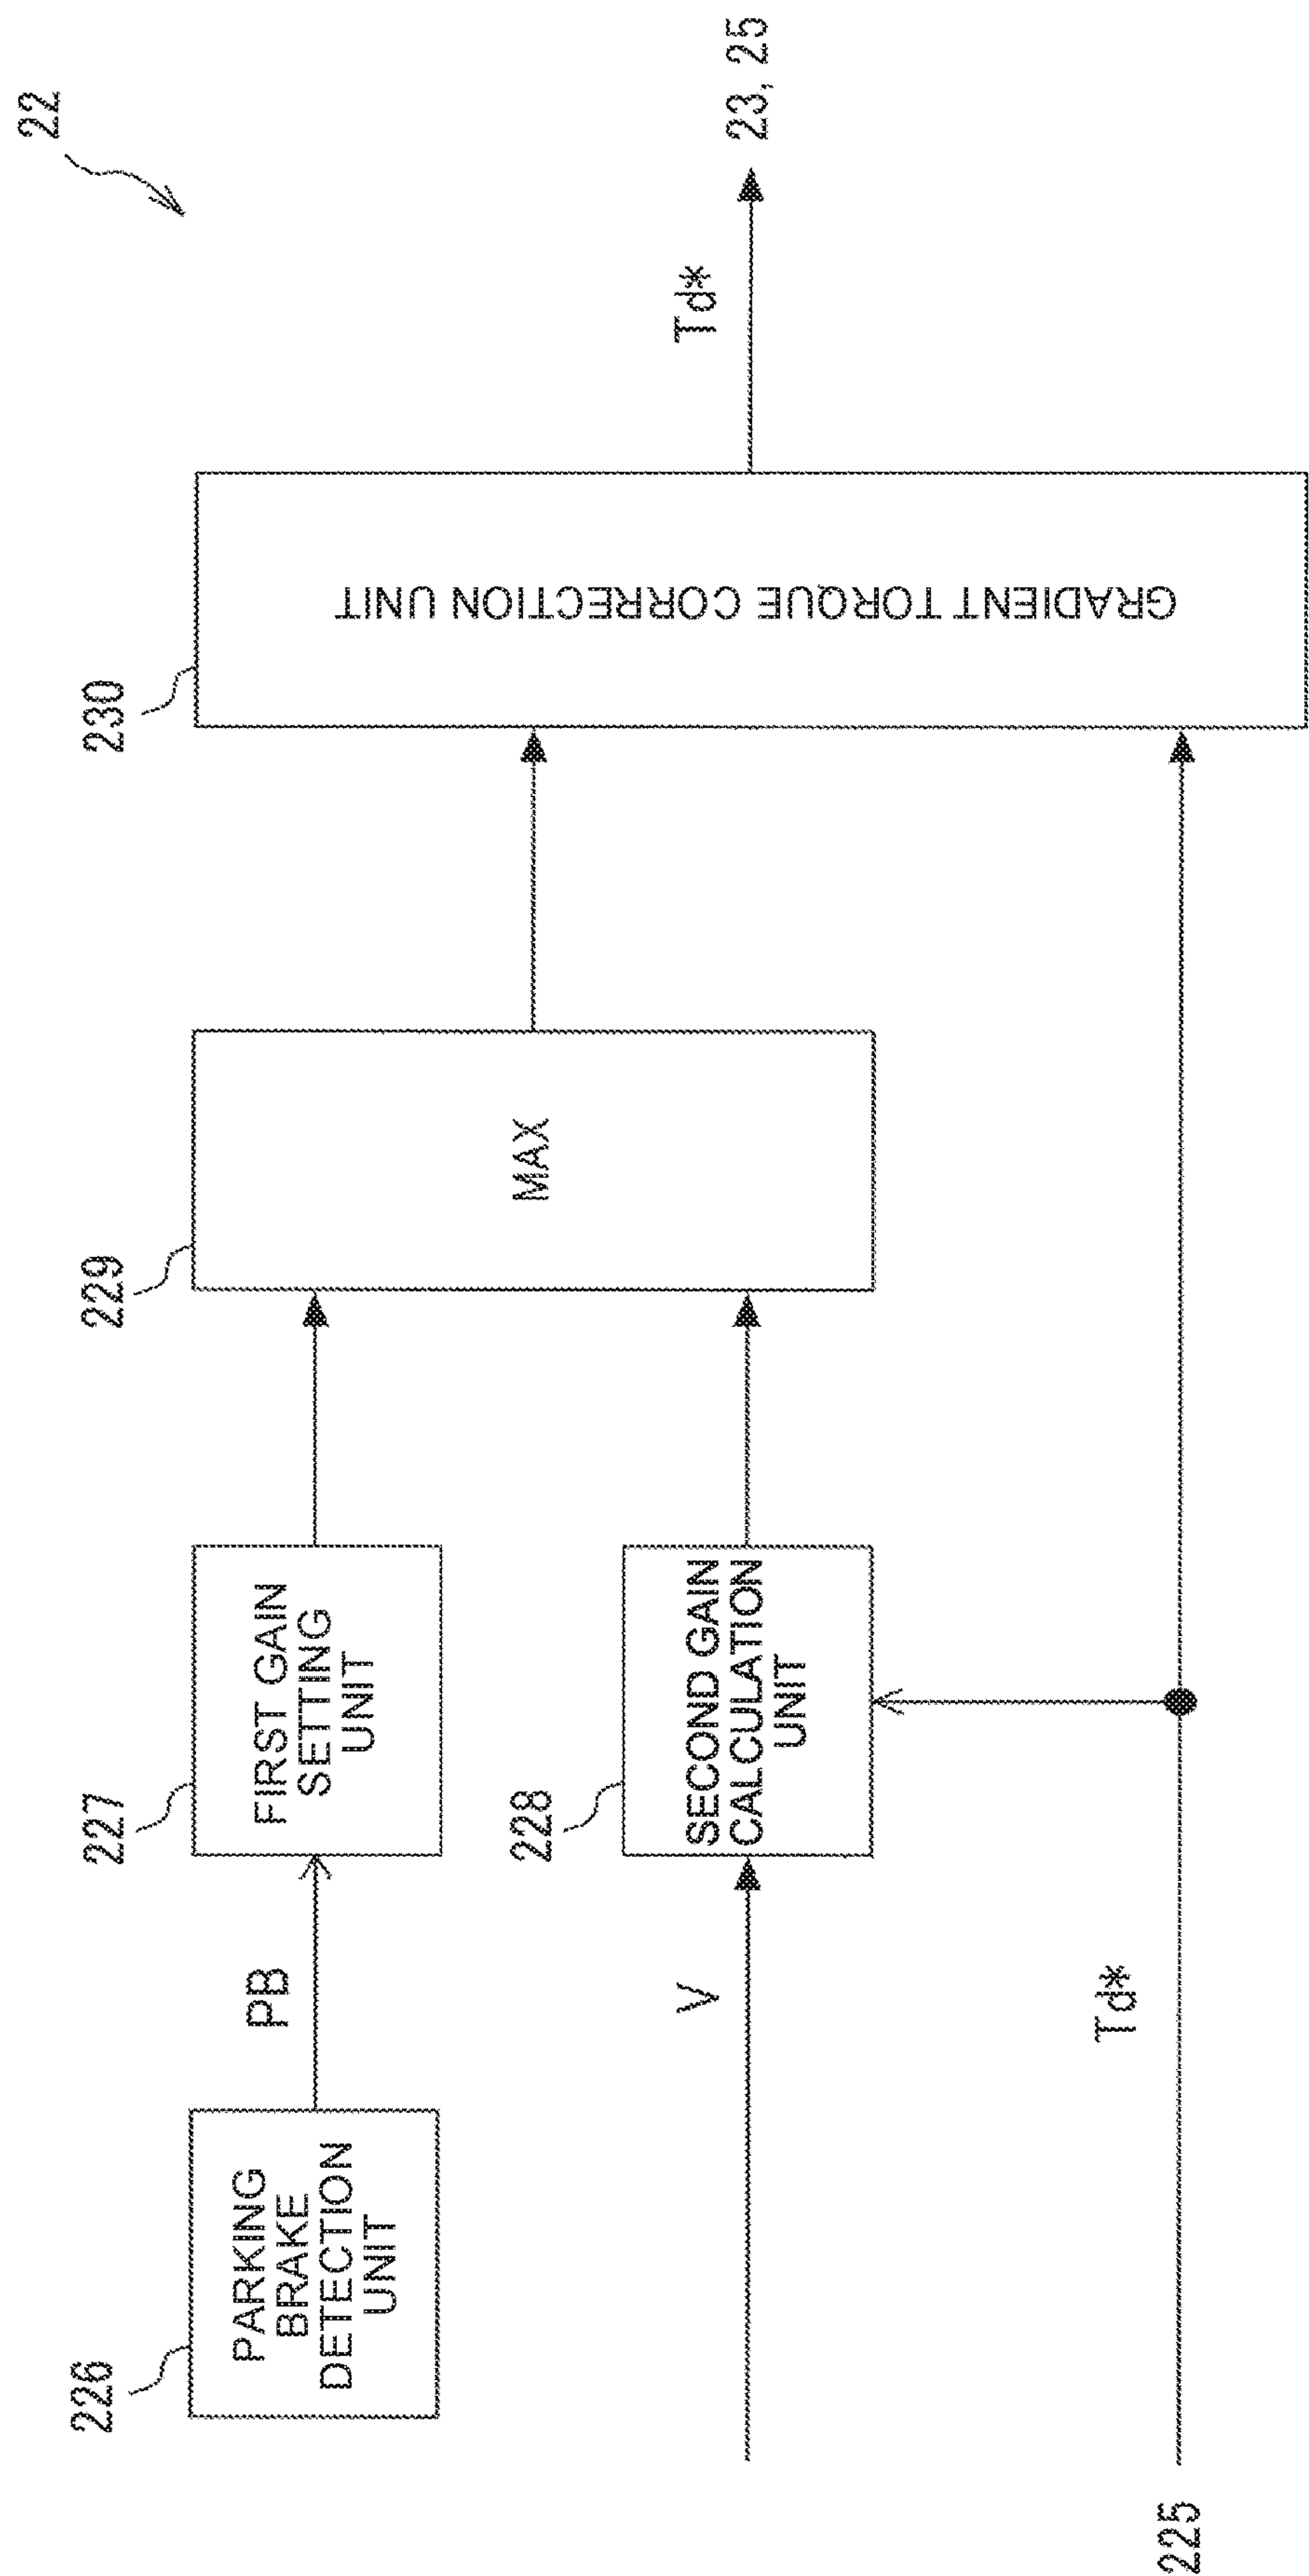 22
226
PARKING
BRAKE
DETECTION
UNIT
PB
227
FIRST GAIN
SETTING
UNIT
229
MAX
230
GRADIENT TORQUE CORRECTION UNIT
Td*
23, 25
V
228
SECOND GAIN
CALCULATION
UNIT
225
Td*